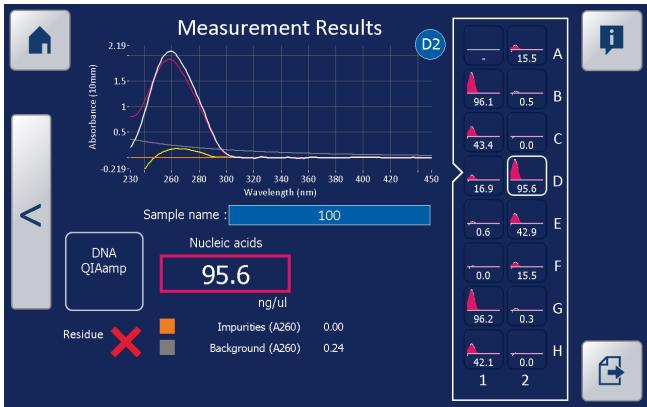 Measurement Results
D2
2.19
1.5
1
0.5
-0.219
Absorbance (10mm)
230 260 280 300 320 340 360 380 400 420 450
Wavelength (nm)
Sample name : 100
DNA
QIAamp
Nucleic acids
95.6
ng/ul
Residue
Impurities (A260) 0.00
Background (A260) 0.24
- 15.5 A
96.1 0.5 B
43.4 0.0 C
16.9 95.6 D
0.6 42.9 E
0.0 15.5 F
96.2 0.3 G
42.1 0.0 H
1 2